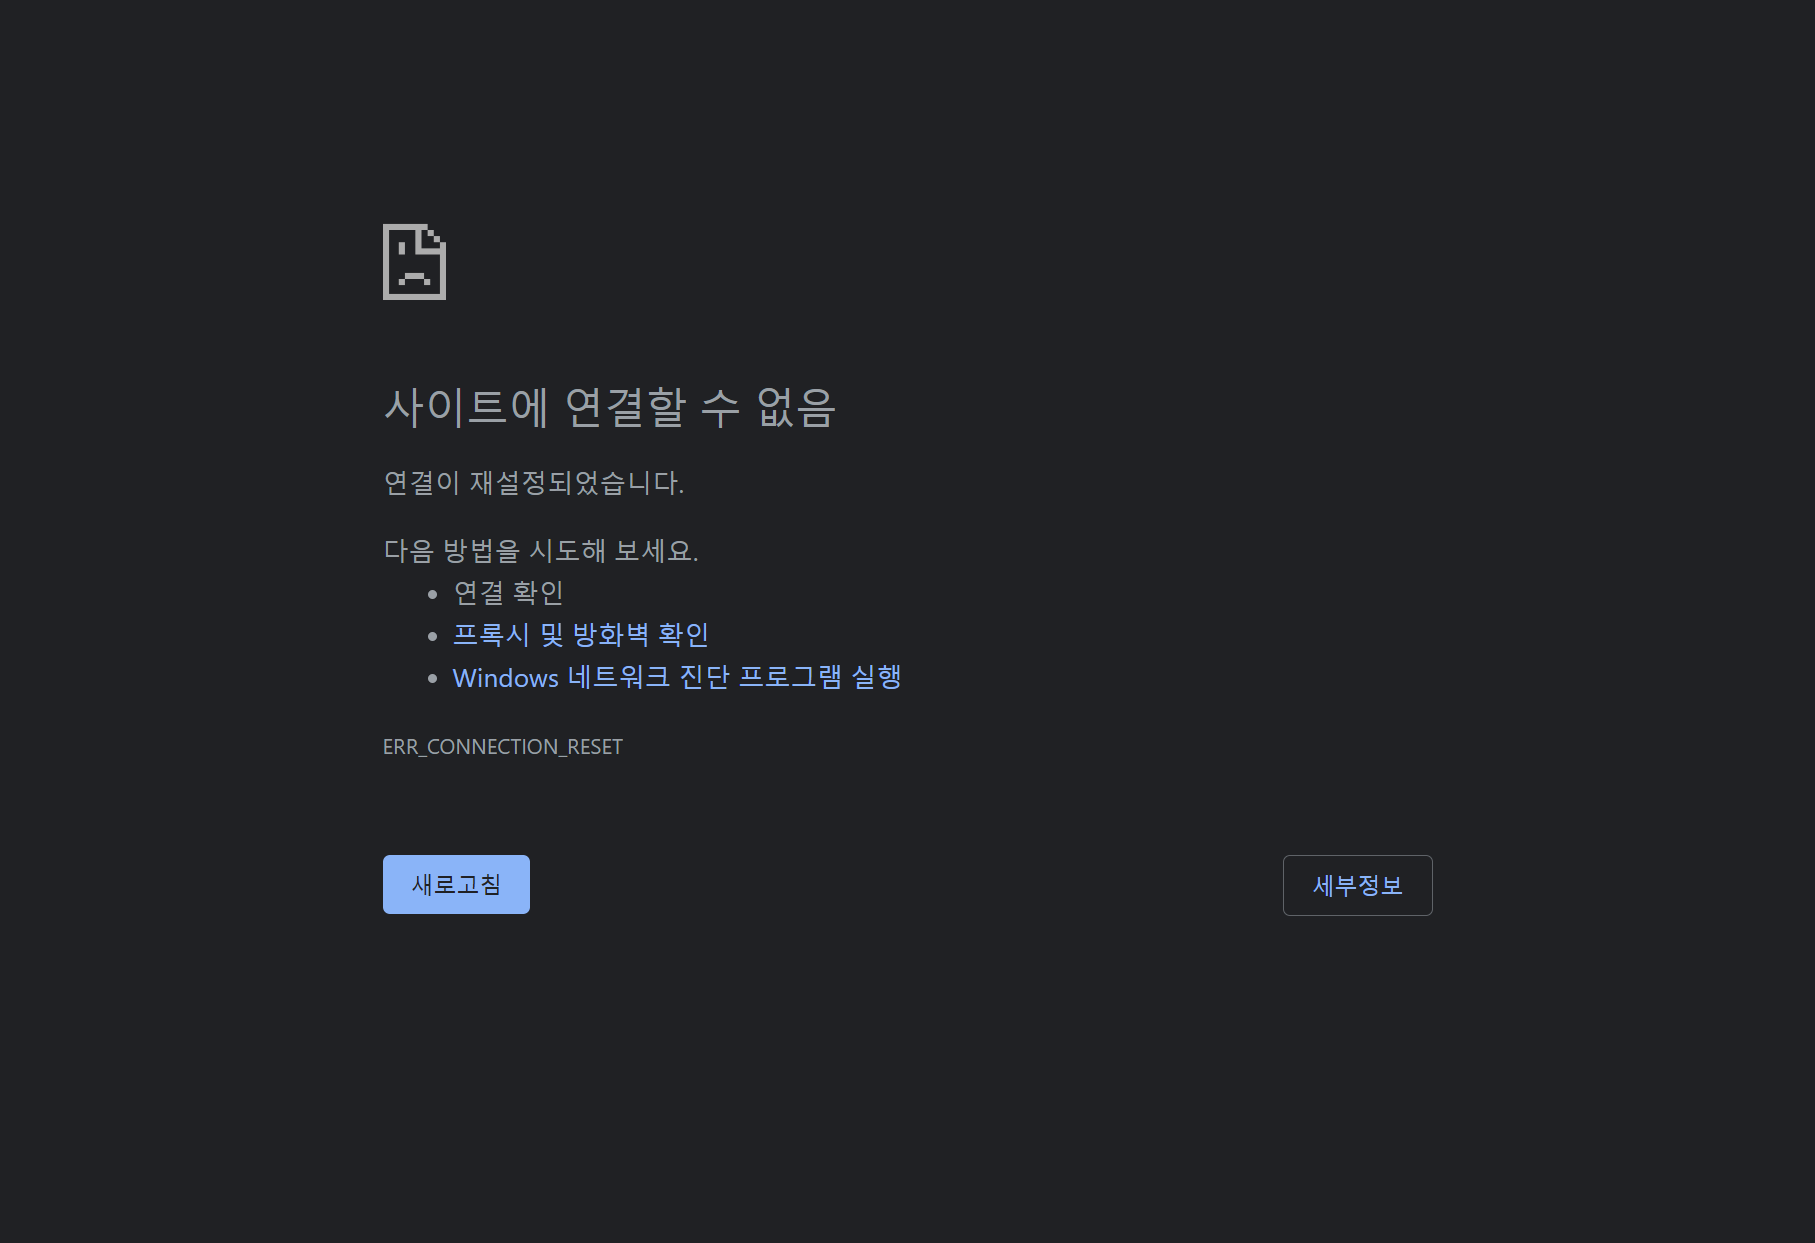 사이트에 연결할 수 없음
연결이 재설정되었습니다.
다음 방법을 시도해 보세요.
연결 확인
프록시 및 방화벽 확인
Windows 네트워크 진단 프로그램 실행
ERR_CONNECTION_RESET
새로고침
세부정보